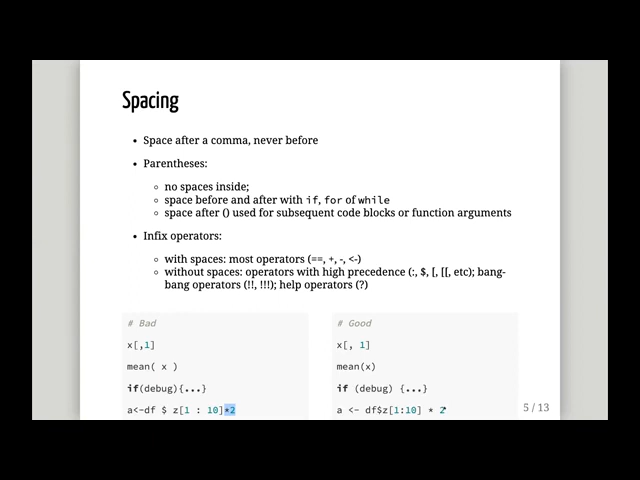 Spacing
• Space after a comma, never before
• Parentheses:
◦ no spaces inside;
◦ space before and after with if, for of while
◦ space after () used for subsequent code blocks or function arguments
• Infix operators:
◦ with spaces: most operators (==, +, -, <-)
◦ without spaces: operators with high precedence (:, $, [, [[, etc); bang-
bang operators (!!, !!!); help operators (?)
# Bad
x[,1]
mean( x )
if(debug){...}
a<-df $ z[1 : 10]*2
# Good
x[, 1]
mean(x)
if (debug) {...}
a <- df$z[1:10] * 2
5 / 13